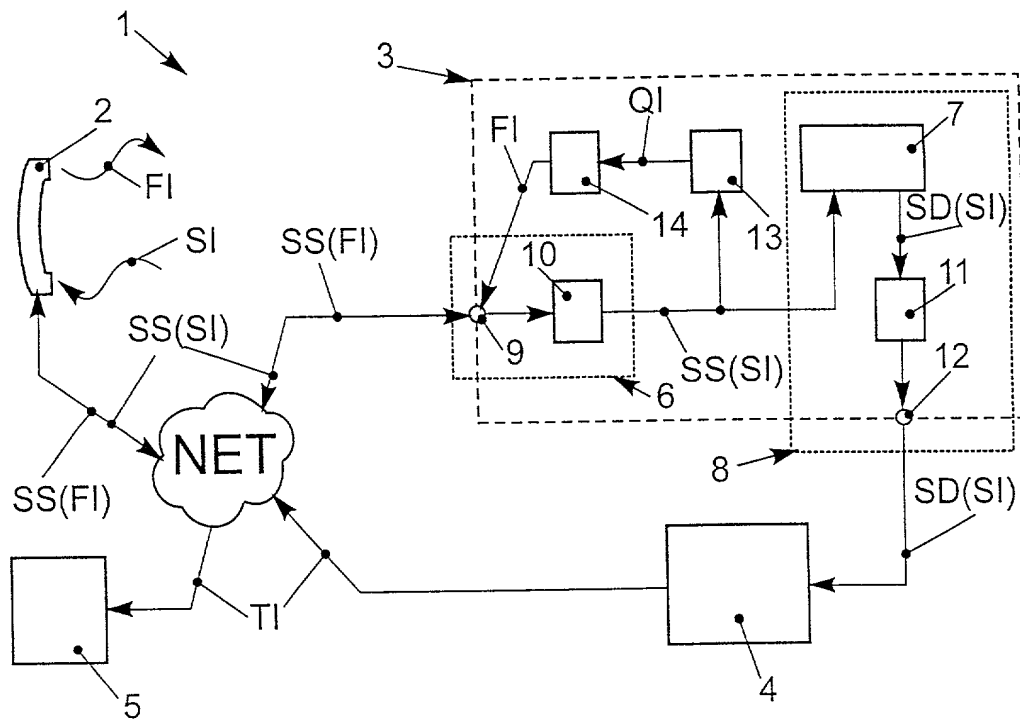 1
2
FI
SI
SS(SI)
SS(FI)
NET
TI
5
SS(FI)
3
FI
QI
14
13
10
9
6
SS(SI)
7
SD(SI)
11
12
8
SD(SI)
4